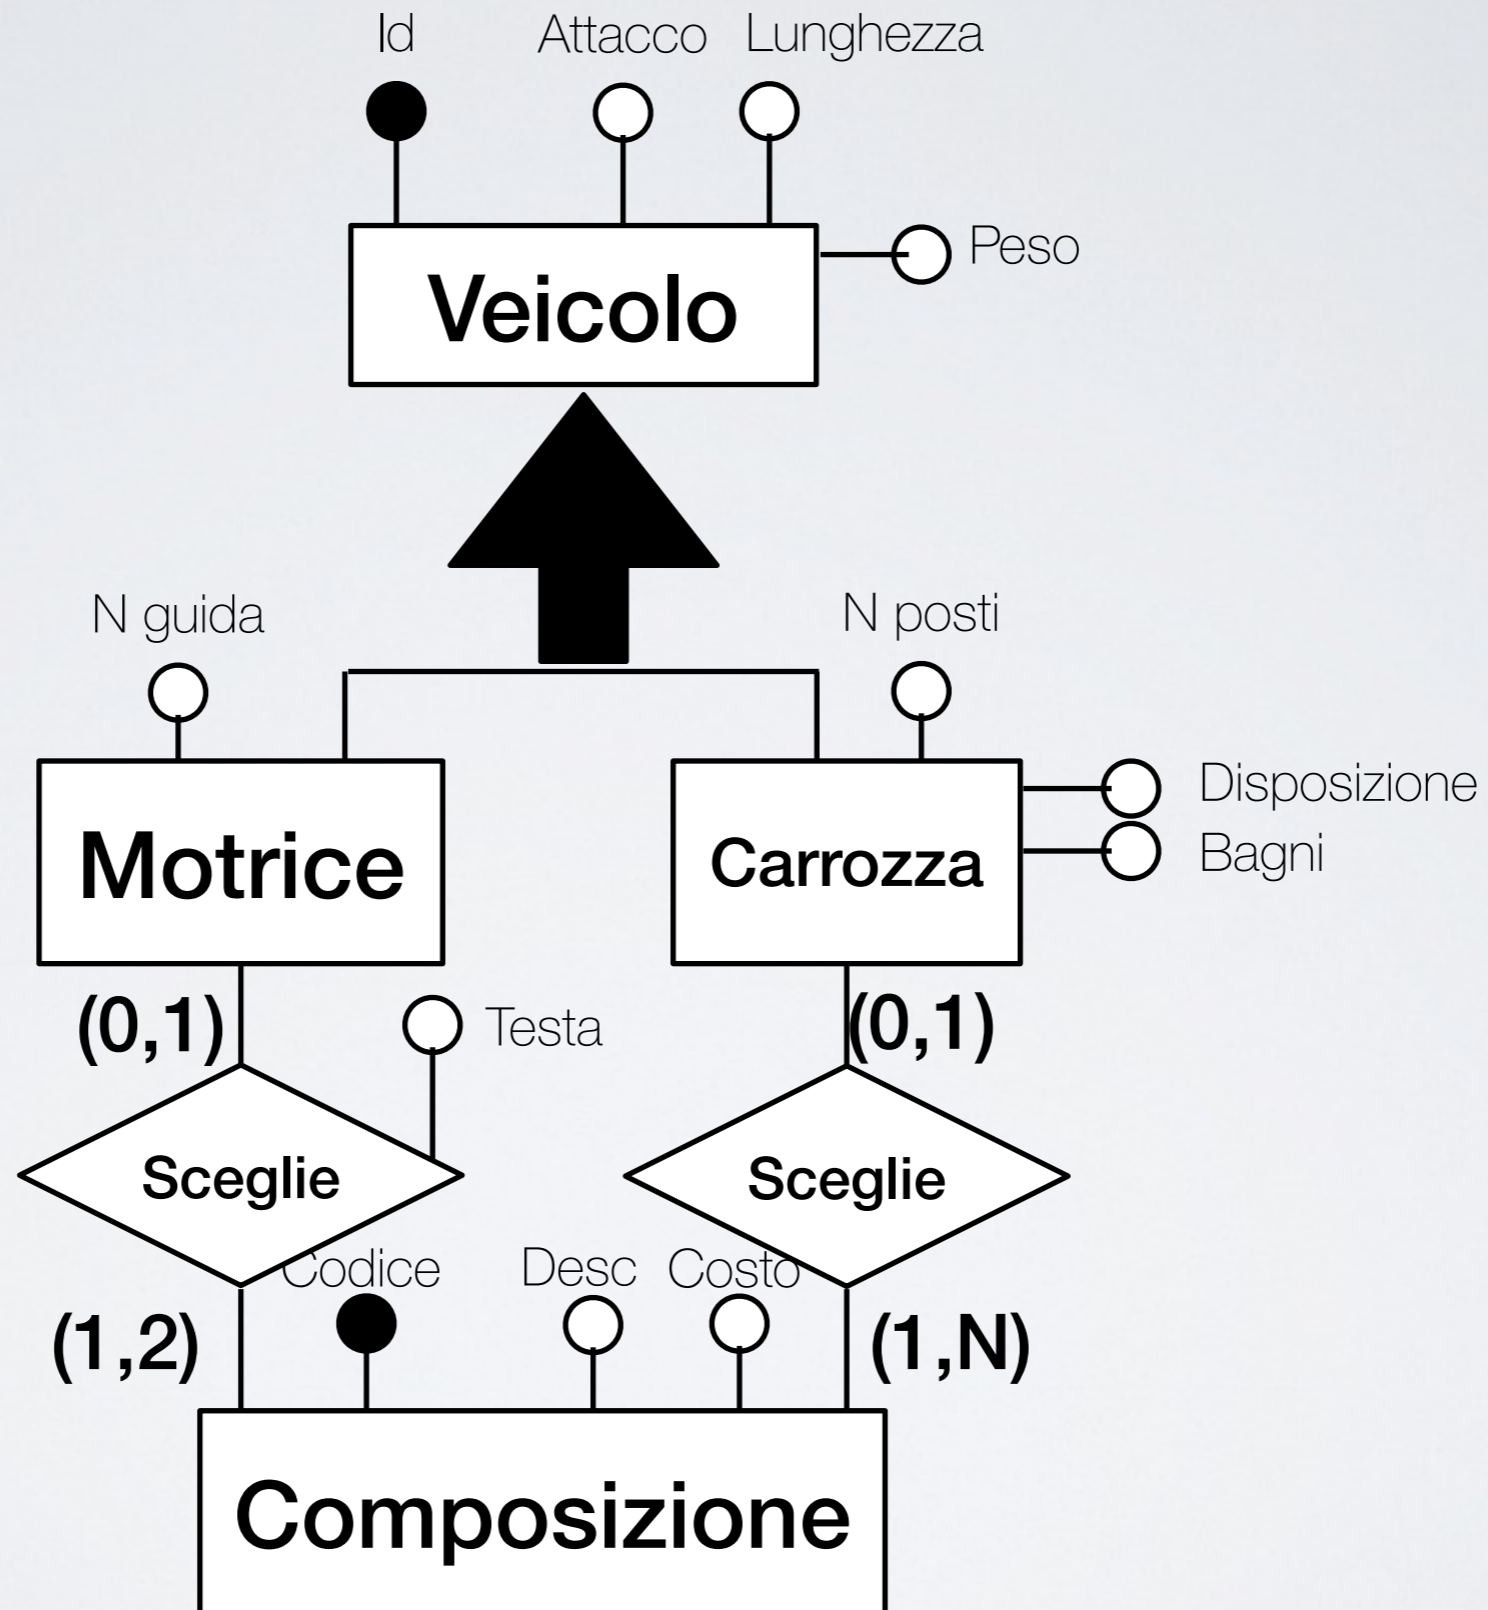 Id Attacco Lunghezza
Peso
Veicolo
N guida N posti
Disposizione
Motrice Carrozza
Bagni
(0,1) Testa (0,1)
Sceglie Sceglie
Codice Desc Costo
(1,2) (1,N)
Composizione